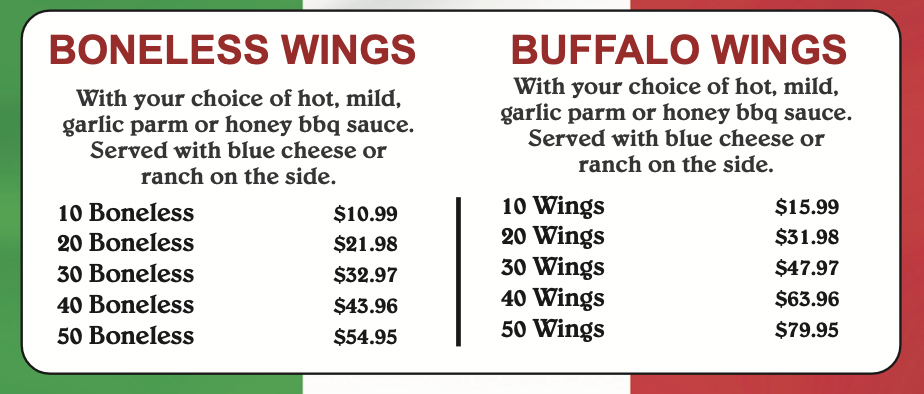 BONELESS WINGS
With your choice of hot, mild,
garlic parm or honey bbq sauce.
Served with blue cheese or
ranch on the side.
10 Boneless $10.99
20 Boneless $21.98
30 Boneless $32.97
40 Boneless $43.96
50 Boneless $54.95
BUFFALO WINGS
With your choice of hot, mild,
garlic parm or honey bbq sauce.
Served with blue cheese or
ranch on the side.
10 Wings $15.99
20 Wings $31.98
30 Wings $47.97
40 Wings $63.96
50 Wings $79.95